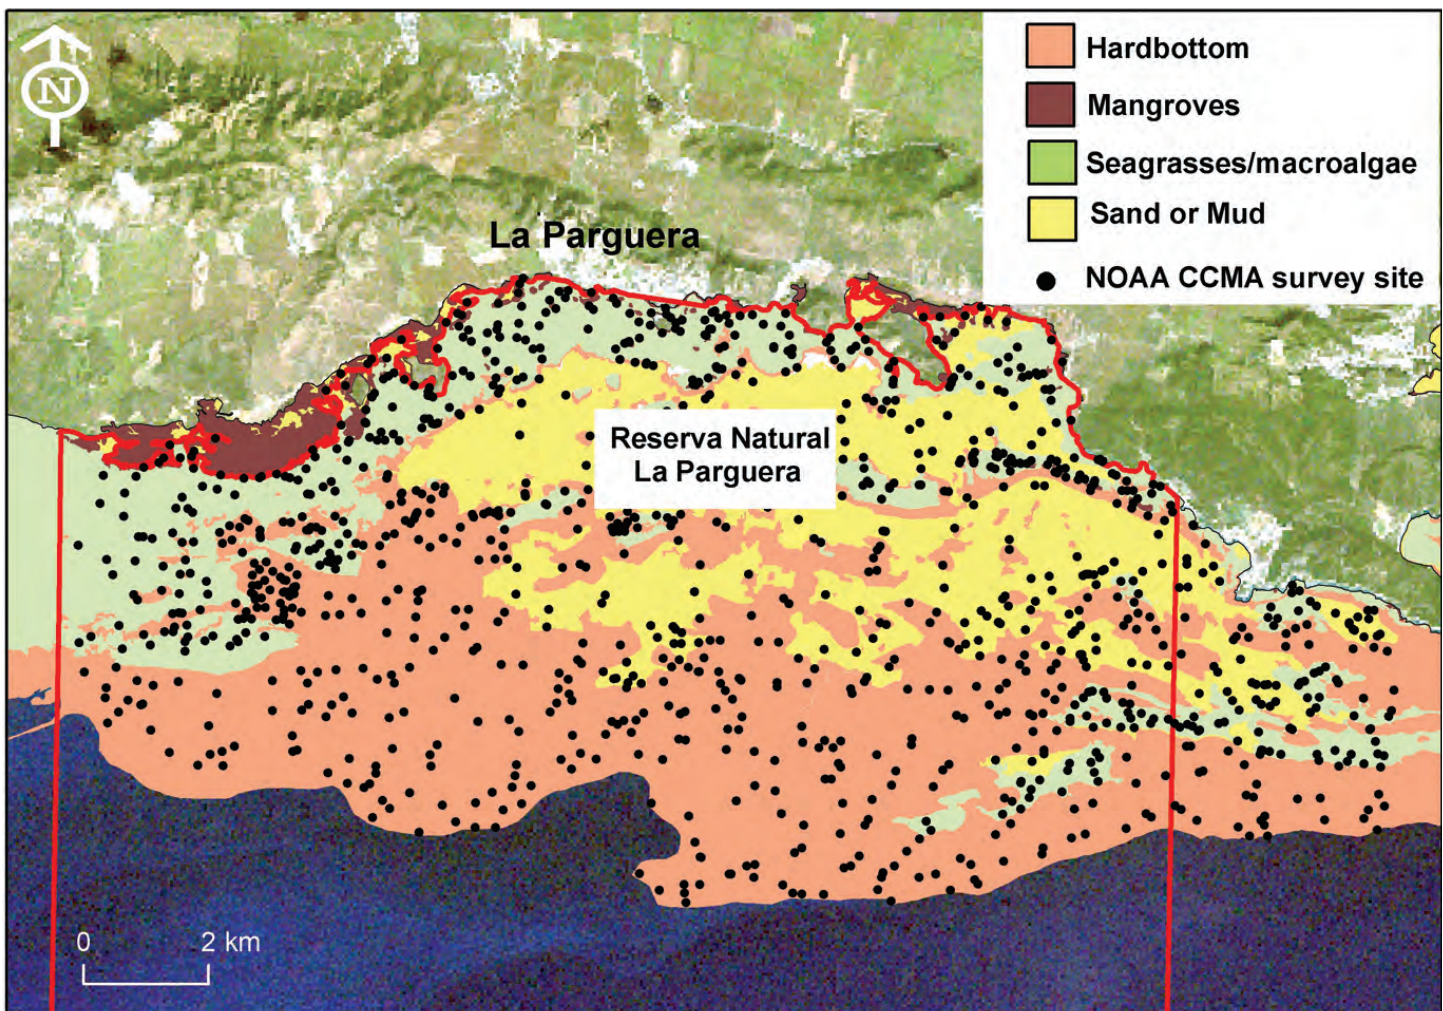 N
Hardbottom
Mangroves
Seagrasses/macroalgae
Sand or Mud
NOAA CCMA survey site
La Parguera
Reserva Natural
La Parguera
0 2 km